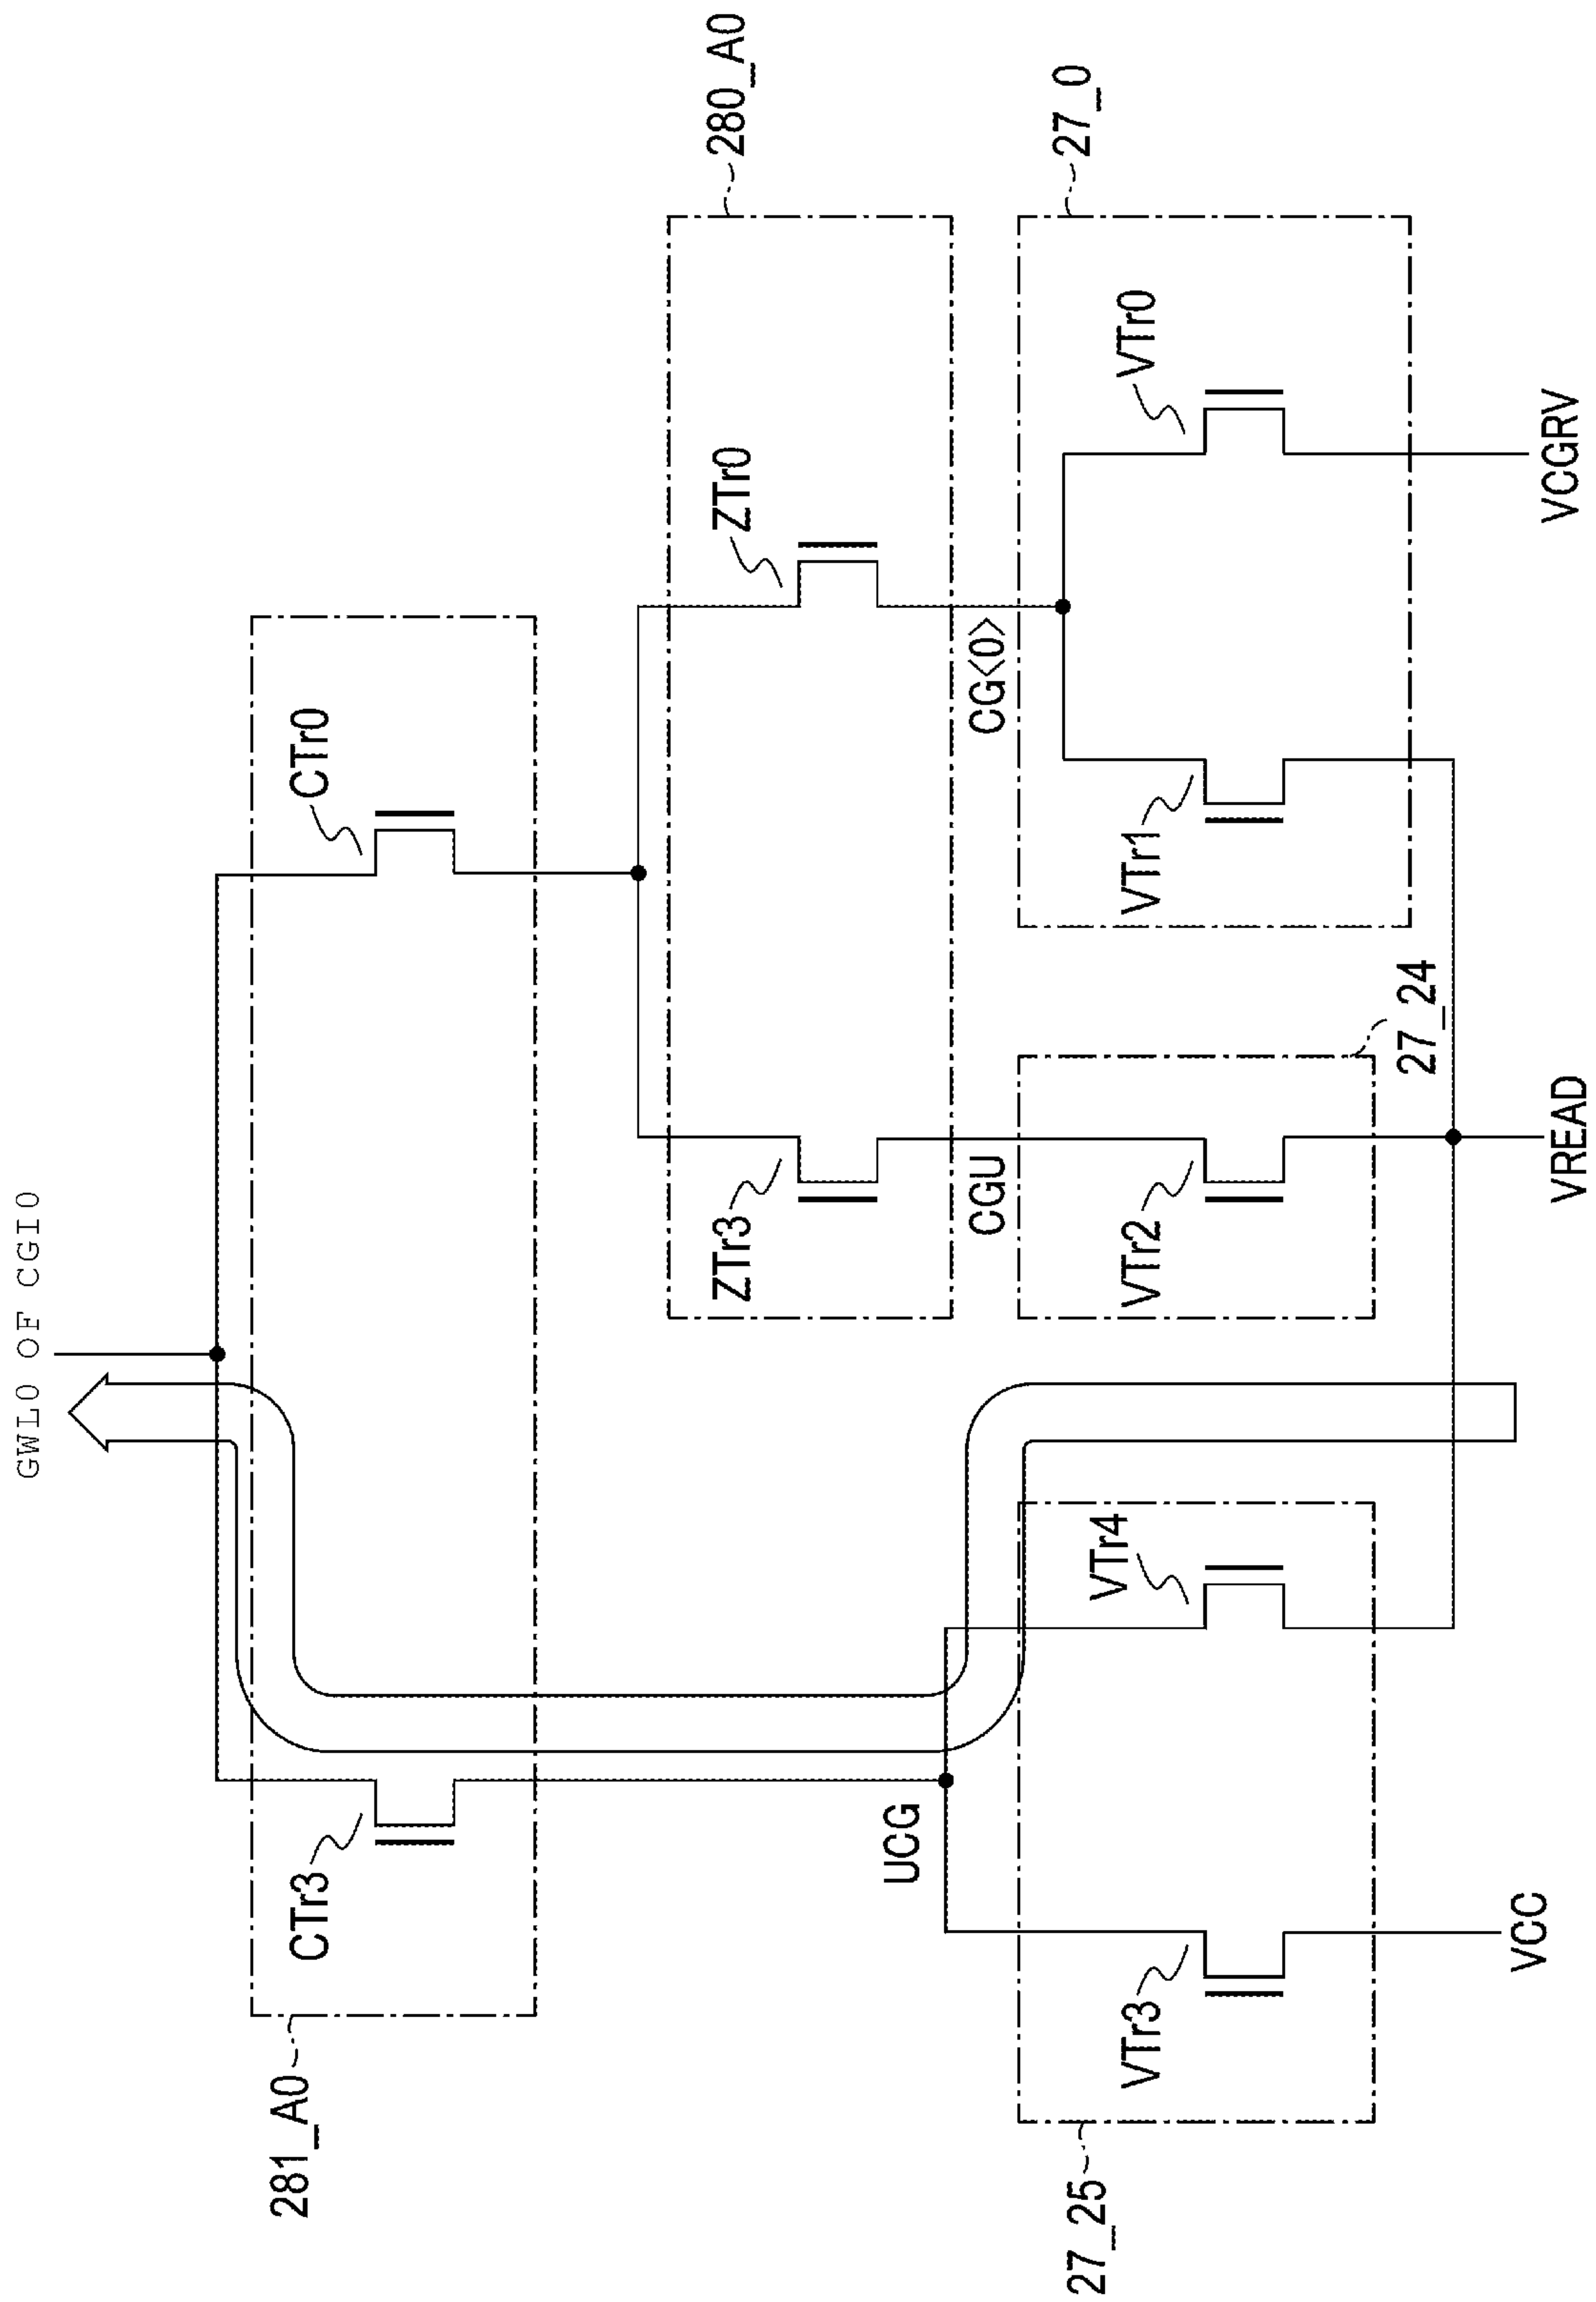 GWL0 OF CGI0
281_A0
CTr3
CTr0
280_A0
ZTr3
ZTr0
UCG
CGU
CG<0>
27_25
VTr3
VTr4
VTr2
27_24
VTr1
VTr0
27_0
VCC
VREAD
VCGRV